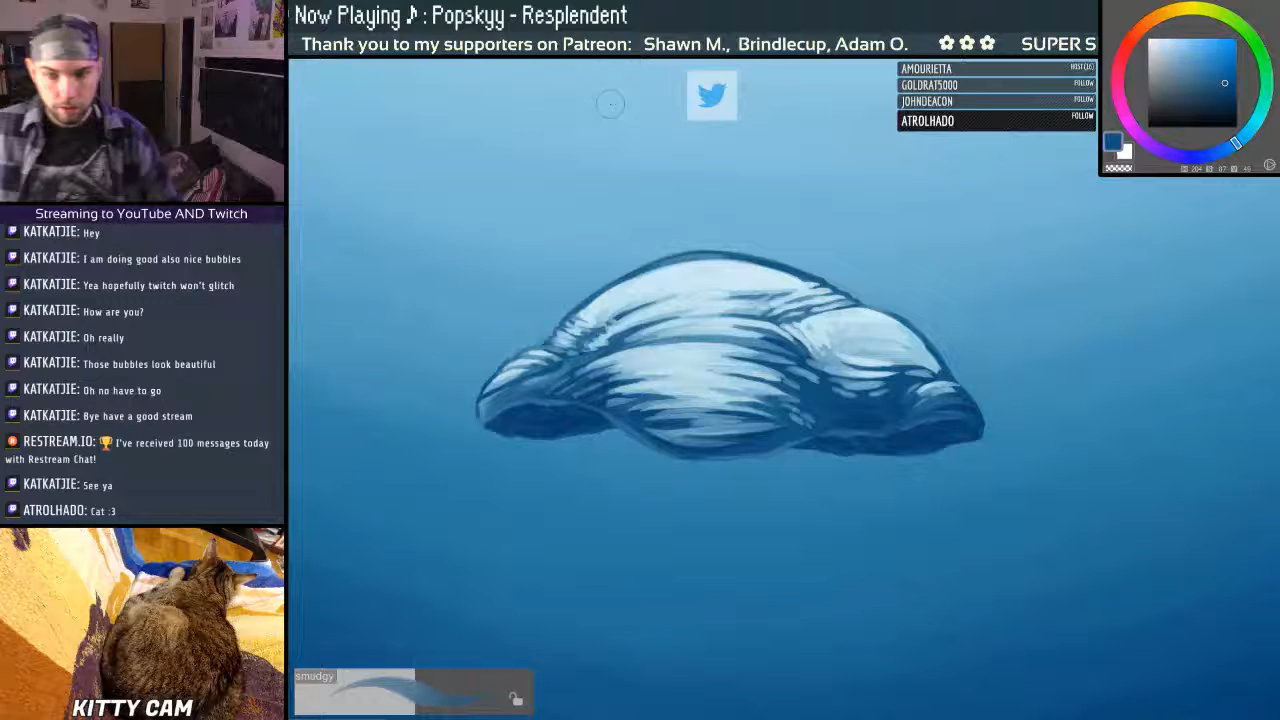 Now Playing ♪ : Popskyy - Resplendent
Thank you to my supporters on Patreon: Shawn M., Brindlecup, Adam O. ✿ ✿ ✿ SUPER S
AMOURIETTA
GOLDRAT5000 FOLLOW
JOHNDEACON FOLLOW
ATROLHADO FOLLOW
Streaming to YouTube AND Twitch
KATKATJIE: Hey
KATKATJIE: I am doing good also nice bubbles
KATKATJIE: Yea hopefully twitch won't glitch
KATKATJIE: How are you?
KATKATJIE: Oh really
KATKATJIE: Those bubbles look beautiful
KATKATJIE: Oh no have to go
KATKATJIE: Bye have a good stream
RESTREAM.IO: 🏆 I've received 100 messages today
with Restream Chat!
KATKATJIE: See ya
ATROLHADO: Cat :3
KITTY CAM
smudgy